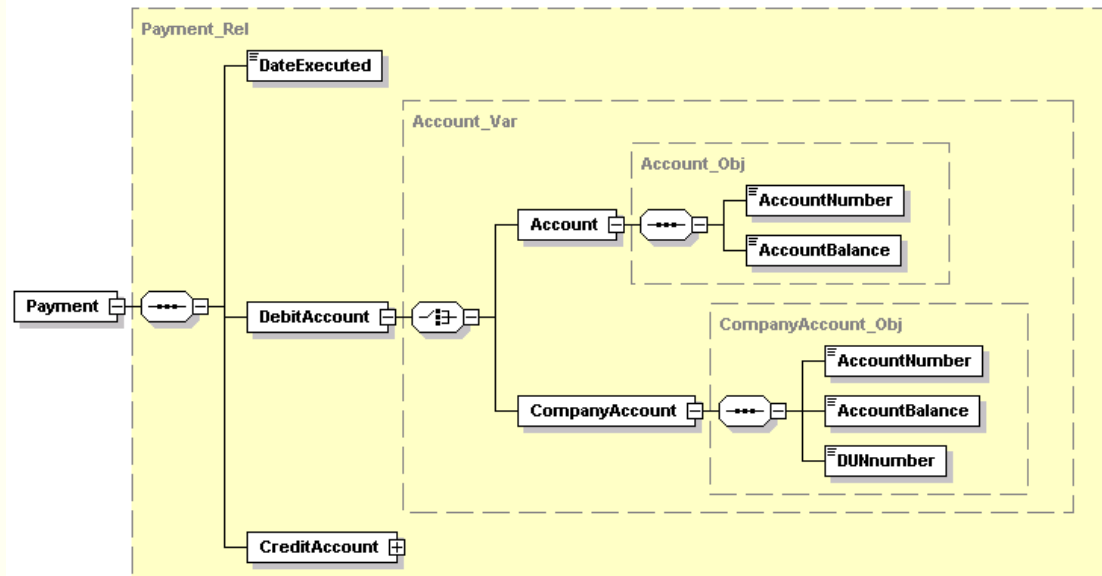 Payment_Rel
DateExecuted
Account_Var
Account_Obj
AccountNumber
Account
AccountBalance
Payment
DebitAccount
CompanyAccount_Obj
AccountNumber
CompanyAccount
AccountBalance
DUNnumber
CreditAccount